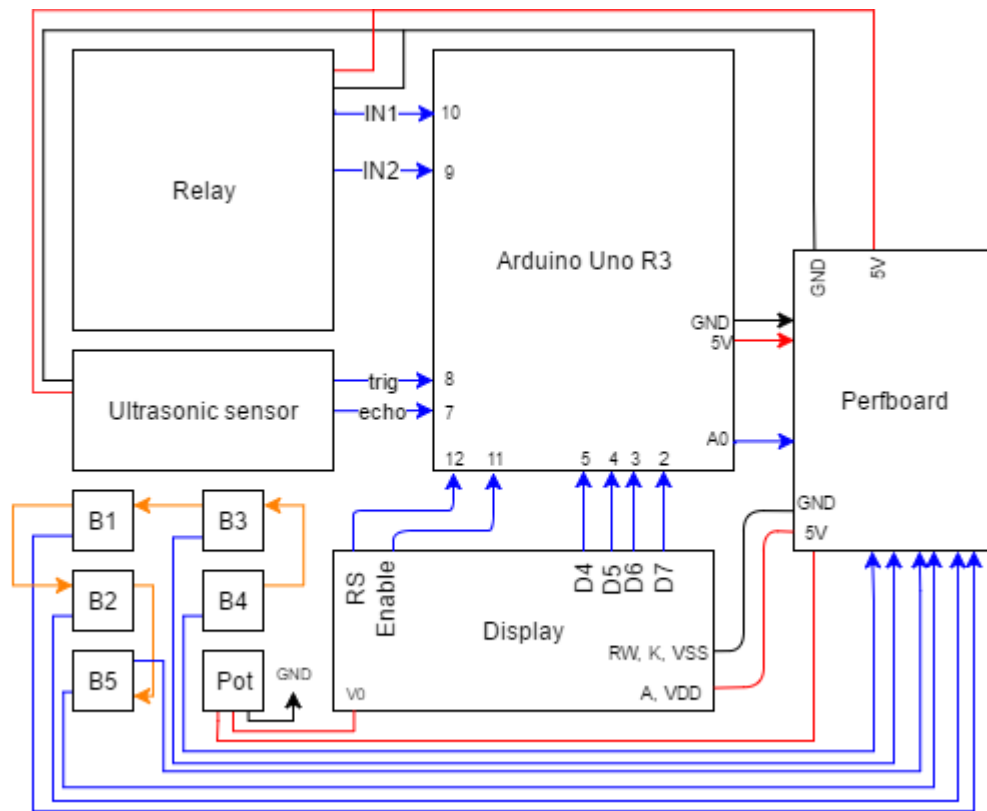 IN1
10
IN2
9
Relay
Arduino Uno R3
GND
5V
GND
5V
trig
8
echo
7
Ultrasonic sensor
Perfboard
A0
12
11
5
4
3
2
B1
B3
GND
5V
RS
Enable
D4
D5
D6
D7
B2
B4
Display
RW, K, VSS
B5
Pot
GND
V0
A, VDD